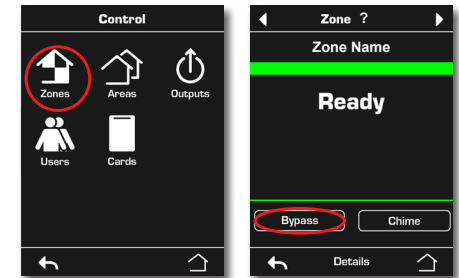 Control
Zones Areas Outputs
Users Cards
Zone ?
Zone Name
Ready
Bypass Chime
Details